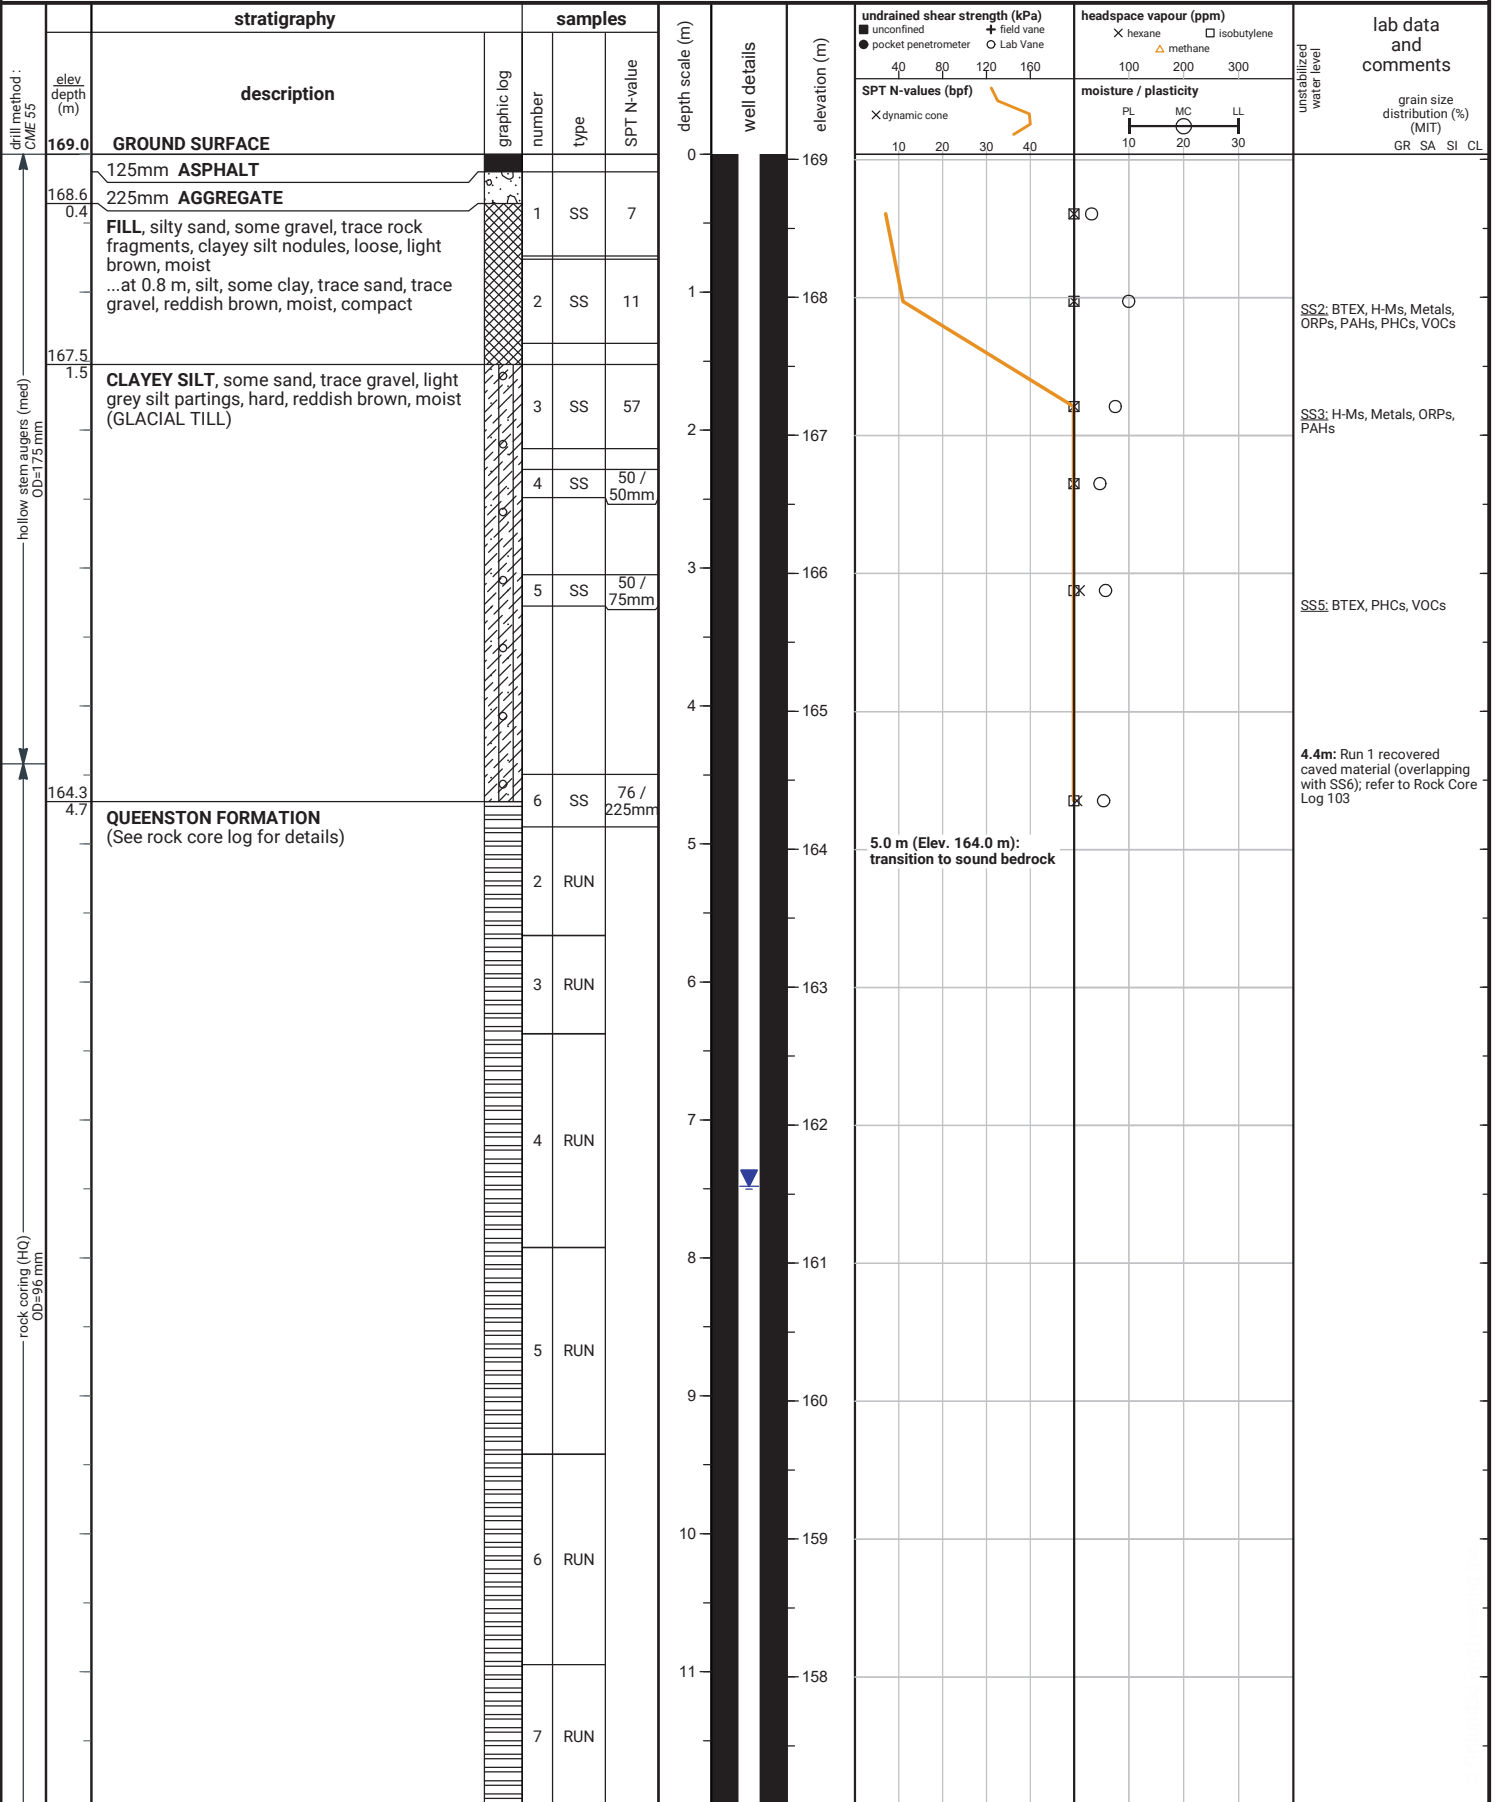 stratigraphy
samples
drill method :
CME 55
elev
depth
(m)
description
graphic log
number
type
SPT N-value
depth scale (m)
well details
elevation (m)
undrained shear strength (kPa)
unconfined
field vane
pocket penetrometer
Lab Vane
40 80 120 160
SPT N-values (bpf)
dynamic cone
10 20 30 40
headspace vapour (ppm)
hexane
isobutylene
methane
100 200 300
moisture / plasticity
PL MC LL
10 20 30
unstabilized
water level
lab data
and
comments
grain size
distribution (%)
(MIT)
GR SA SI CL
169.0 GROUND SURFACE
125mm ASPHALT
168.6
0.4
225mm AGGREGATE
FILL, silty sand, some gravel, trace rock
fragments, clayey silt nodules, loose, light
brown, moist
...at 0.8 m, silt, some clay, trace sand, trace
gravel, reddish brown, moist, compact
167.5
1.5
CLAYEY SILT, some sand, trace gravel, light
grey silt partings, hard, reddish brown, moist
(GLACIAL TILL)
164.3
4.7
QUEENSTON FORMATION
(See rock core log for details)
hollow stem augers (med)
OD=175 mm
rock coring (HQ)
OD=96 mm
1 SS 7
2 SS 11
3 SS 57
4 SS 50 /
50mm
5 SS 50 /
75mm
6 SS 76 /
225mm
2 RUN
3 RUN
4 RUN
5 RUN
6 RUN
7 RUN
0
1
2
3
4
5
6
7
8
9
10
11
169
168
167
166
165
164
163
162
161
160
159
158
5.0 m (Elev. 164.0 m):
transition to sound bedrock
SS2: BTEX, H-Ms, Metals,
ORPs, PAHs, PHCs, VOCs
SS3: H-Ms, Metals, ORPs,
PAHs
SS5: BTEX, PHCs, VOCs
4.4m: Run 1 recovered
caved material (overlapping
with SS6); refer to Rock Core
Log 103